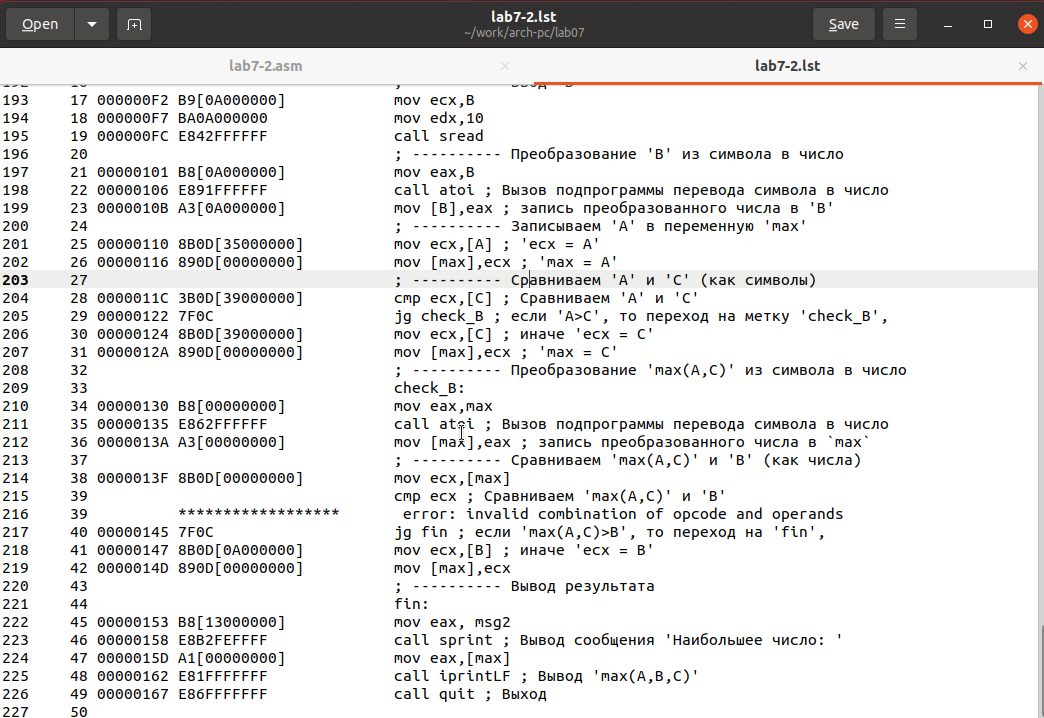 Open
lab7-2.lst
~/work/arch-pc/lab07
Save
lab7-2.asm
lab7-2.lst
193 17 000000F2 B9[0A000000] mov ecx,B
194 18 000000F7 BA0A000000 mov edx,10
195 19 000000FC E842FFFFFF call sread
196 20 ; ---------- Преобразование 'B' из символа в число
197 21 00000101 B8[0A000000] mov eax,B
198 22 00000106 E891FFFFFF call atoi ; Вызов подпрограммы перевода символа в число
199 23 0000010B A3[0A000000] mov [B],eax ; запись преобразованного числа в 'B'
200 24 ; ---------- Записываем 'A' в переменную 'max'
201 25 00000110 8B0D[35000000] mov ecx,[A] ; 'ecx = A'
202 26 00000116 890D[00000000] mov [max],ecx ; 'max = A'
203 27 ; ---------- Сравниваем 'A' и 'C' (как символы)
204 28 0000011C 3B0D[39000000] cmp ecx,[C] ; Сравниваем 'A' и 'C'
205 29 00000122 7F0C jg check_B ; если 'A>C', то переход на метку 'check_B',
206 30 00000124 8B0D[39000000] mov ecx,[C] ; иначе 'ecx = C'
207 31 0000012A 890D[00000000] mov [max],ecx ; 'max = C'
208 32 ; ---------- Преобразование 'max(A,C)' из символа в число
209 33 check_B:
210 34 00000130 B8[00000000] mov eax,max
211 35 00000135 E862FFFFFF call atoi ; Вызов подпрограммы перевода символа в число
212 36 0000013A A3[00000000] mov [max],eax ; запись преобразованного числа в `max`
213 37 ; ---------- Сравниваем 'max(A,C)' и 'B' (как числа)
214 38 0000013F 8B0D[00000000] mov ecx,[max]
215 39 cmp ecx ; Сравниваем 'max(A,C)' и 'B'
216 39 ****************** error: invalid combination of opcode and operands
217 40 00000145 7F0C jg fin ; если 'max(A,C)>B', то переход на 'fin',
218 41 00000147 8B0D[0A000000] mov ecx,[B] ; иначе 'ecx = B'
219 42 0000014D 890D[00000000] mov [max],ecx
220 43 ; ---------- Вывод результата
221 44 fin:
222 45 00000153 B8[13000000] mov eax, msg2
223 46 00000158 E8B2FEFFFF call sprint ; Вывод сообщения 'Наибольшее число: '
224 47 0000015D A1[00000000] mov eax,[max]
225 48 00000162 E81FFFFFFF call iprintLF ; Вывод 'max(A,B,C)'
226 49 00000167 E86FFFFFFF call quit ; Выход
227 50